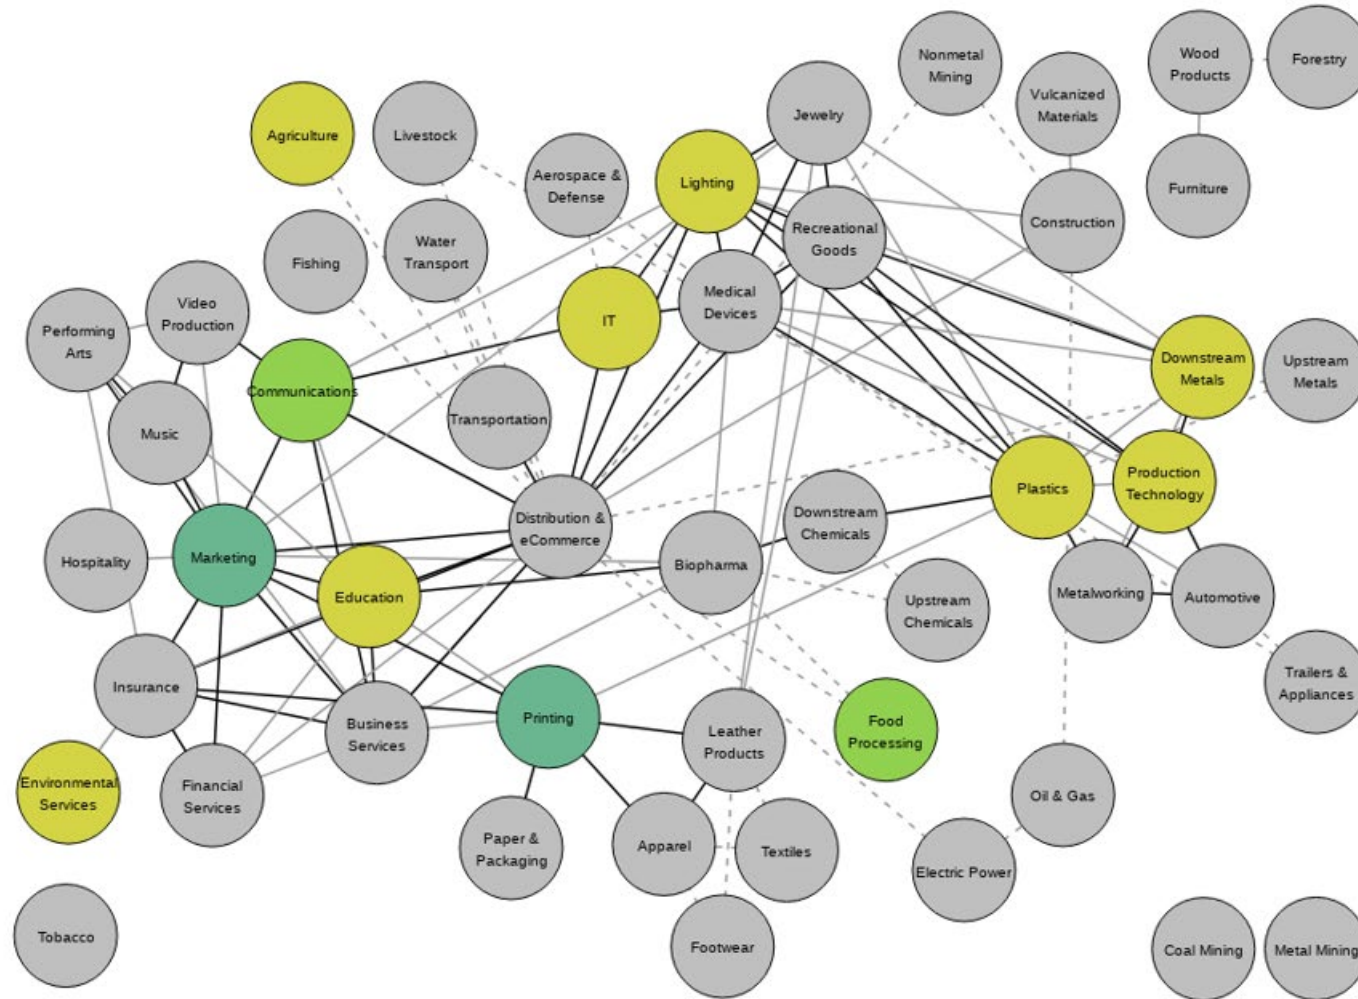 Nonmetal
Mining
Wood
Products
Forestry
Vulcanized
Materials
Jewelry
Agriculture
Livestock
Aerospace &
Defense
Lighting
Furniture
Construction
Recreational
Goods
Water
Transport
Fishing
Medical
Devices
IT
Video
Production
Performing
Arts
Communications
Downstream
Metals
Upstream
Metals
Transportation
Music
Plastics
Production
Technology
Downstream
Chemicals
Distribution &
eCommerce
Marketing
Hospitality
Biopharma
Education
Metalworking
Automotive
Upstream
Chemicals
Trailers &
Appliances
Insurance
Printing
Business
Services
Leather
Products
Food
Processing
Environmental
Services
Financial
Services
Oil & Gas
Paper &
Packaging
Apparel
Textiles
Electric Power
Tobacco
Footwear
Coal Mining
Metal Mining